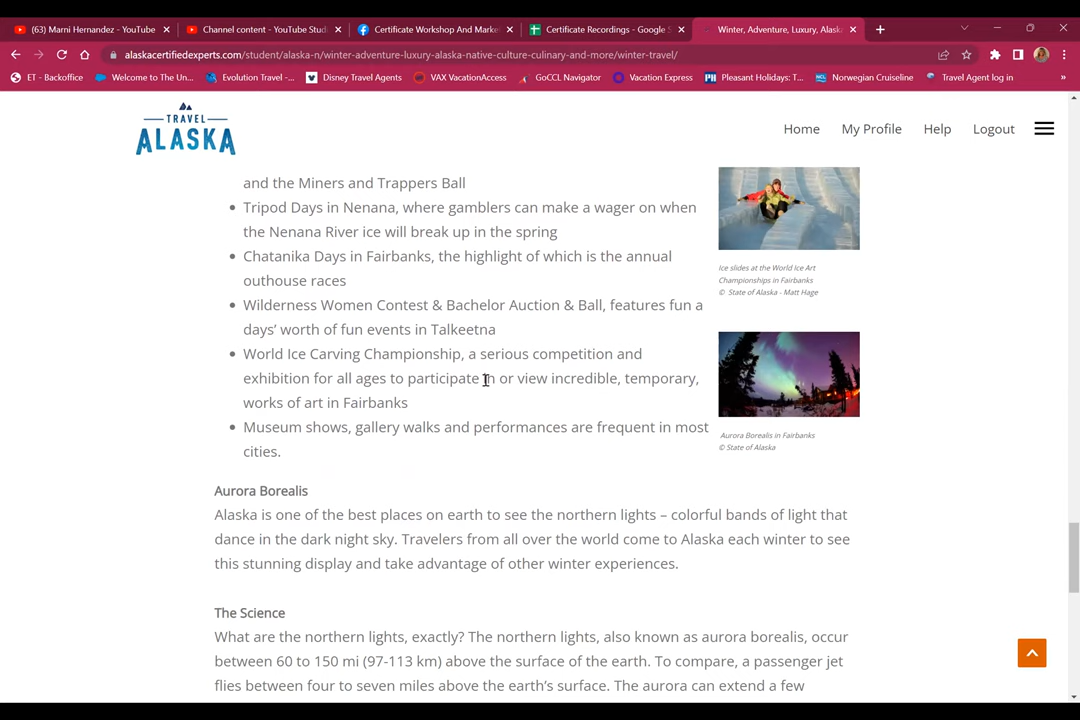 (63) Marni Hernandez - YouTube
Channel content - YouTube Stud
Certificate Workshop And Marke
Certificate Recordings - Google S
Winter, Adventure, Luxury, Alaska
alaskacertifiedexperts.com/student/alaska-n/winter-adventure-luxury-alaska-native-culture-culinary-and-more/winter-travel/
ET - Backoffice
Welcome to The Un...
Evolution Travel -...
Disney Travel Agents
VAX VacationAccess
GoCCL Navigator
Vacation Express
Pleasant Holidays: T...
Norwegian Cruiseline
Travel Agent log in
TRAVEL
ALASKA
Home
My Profile
Help
Logout
and the Miners and Trappers Ball
Tripod Days in Nenana, where gamblers can make a wager on when
the Nenana River ice will break up in the spring
Chatanika Days in Fairbanks, the highlight of which is the annual
outhouse races
Wilderness Women Contest & Bachelor Auction & Ball, features fun a
days' worth of fun events in Talkeetna
World Ice Carving Championship, a serious competition and
exhibition for all ages to participate in or view incredible, temporary,
works of art in Fairbanks
Museum shows, gallery walks and performances are frequent in most
cities.
Ice slides at the World Ice Art
Championships in Fairbanks
© State of Alaska - Matt Hage
Aurora Borealis in Fairbanks
© State of Alaska
Aurora Borealis
Alaska is one of the best places on earth to see the northern lights – colorful bands of light that
dance in the dark night sky. Travelers from all over the world come to Alaska each winter to see
this stunning display and take advantage of other winter experiences.
The Science
What are the northern lights, exactly? The northern lights, also known as aurora borealis, occur
between 60 to 150 mi (97-113 km) above the surface of the earth. To compare, a passenger jet
flies between four to seven miles above the earth's surface. The aurora can extend a few